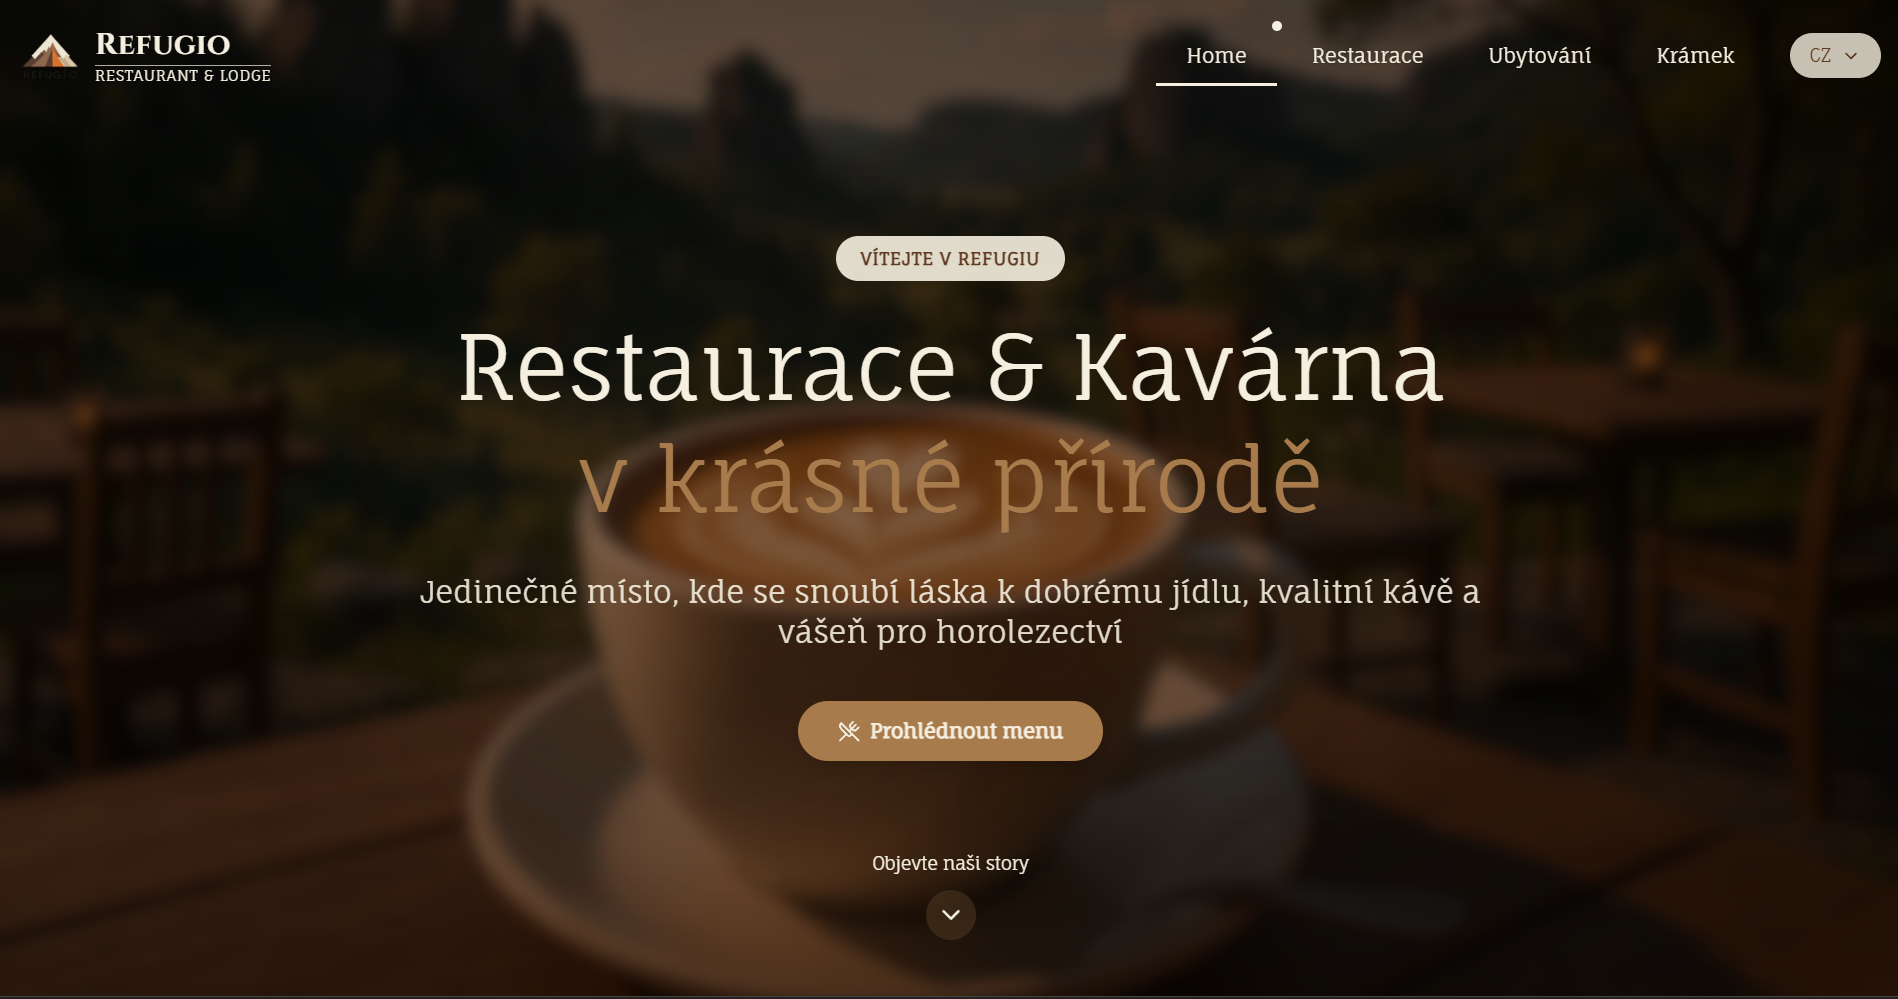 REFUGIO
REFUGIO
RESTAURANT & LODGE
Home
Restaurace
Ubytování
Krámek
CZ
VÍTEJTE V REFUGIU
Restaurace & Kavárna
v krásné přírodě
Jedinečné místo, kde se snoubí láska k dobrému jídlu, kvalitní kávě a
vášeň pro horolezectví
Prohlédnout menu
Objevte naši story